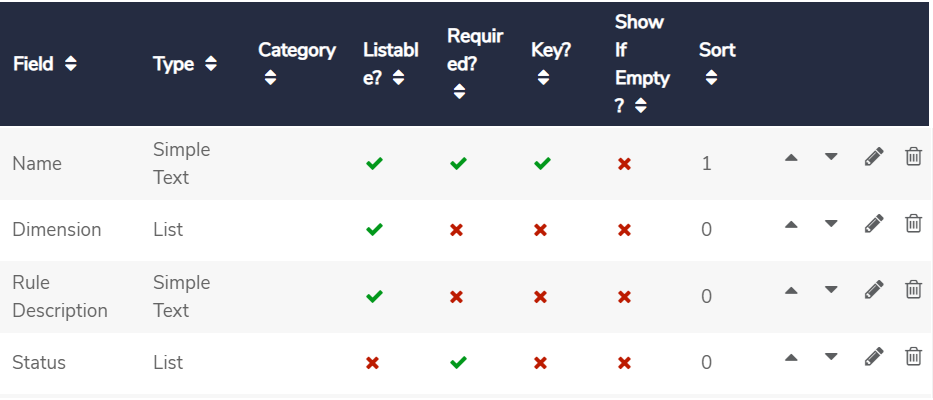 Field Type Category Listabl
e? Requir
ed? Key? Show
If
Empty
? Sort
Name Simple
Text 1
Dimension List 0
Rule
Description Simple
Text 0
Status List 0